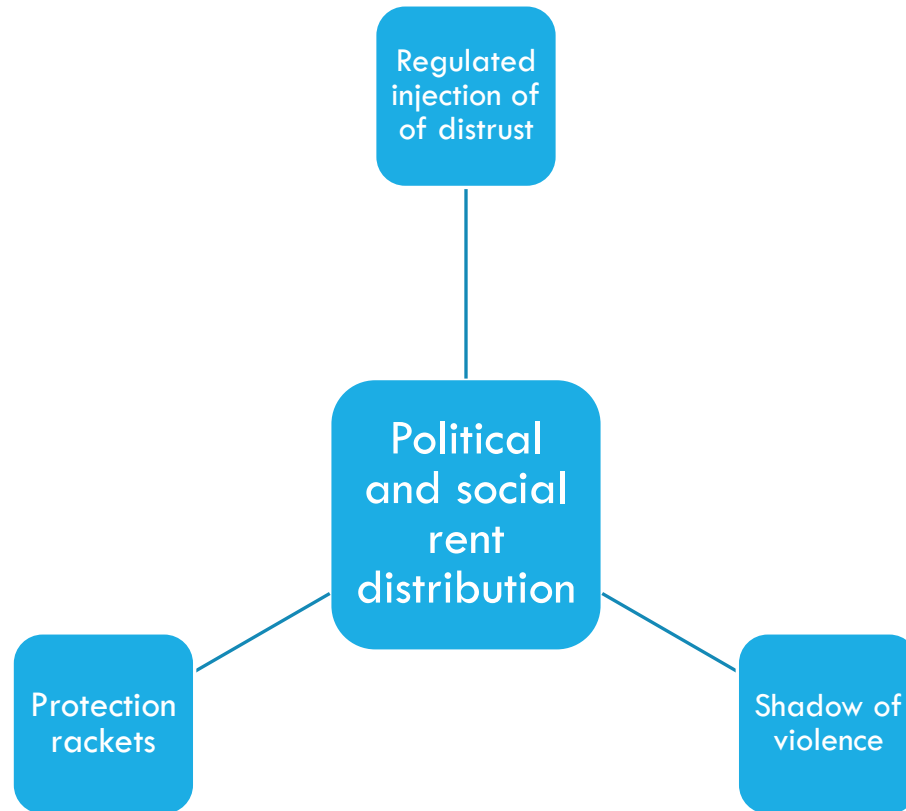 Regulated
injection of
of distrust
Political
and social
rent
distribution
Protection
rackets
Shadow of
violence